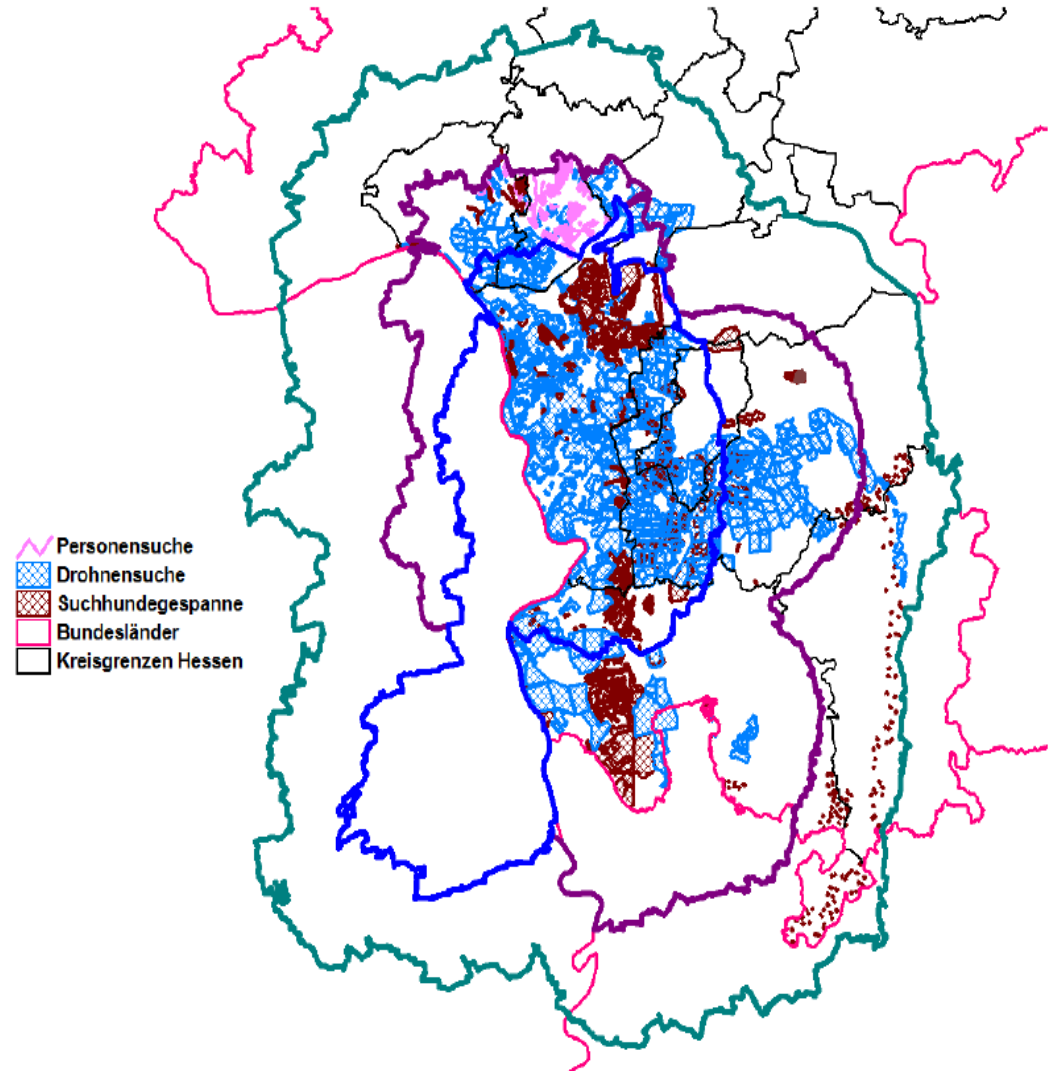 Personensuche
Drohnensuche
Suchhundegespanne
Bundesländer
Kreisgrenzen Hessen